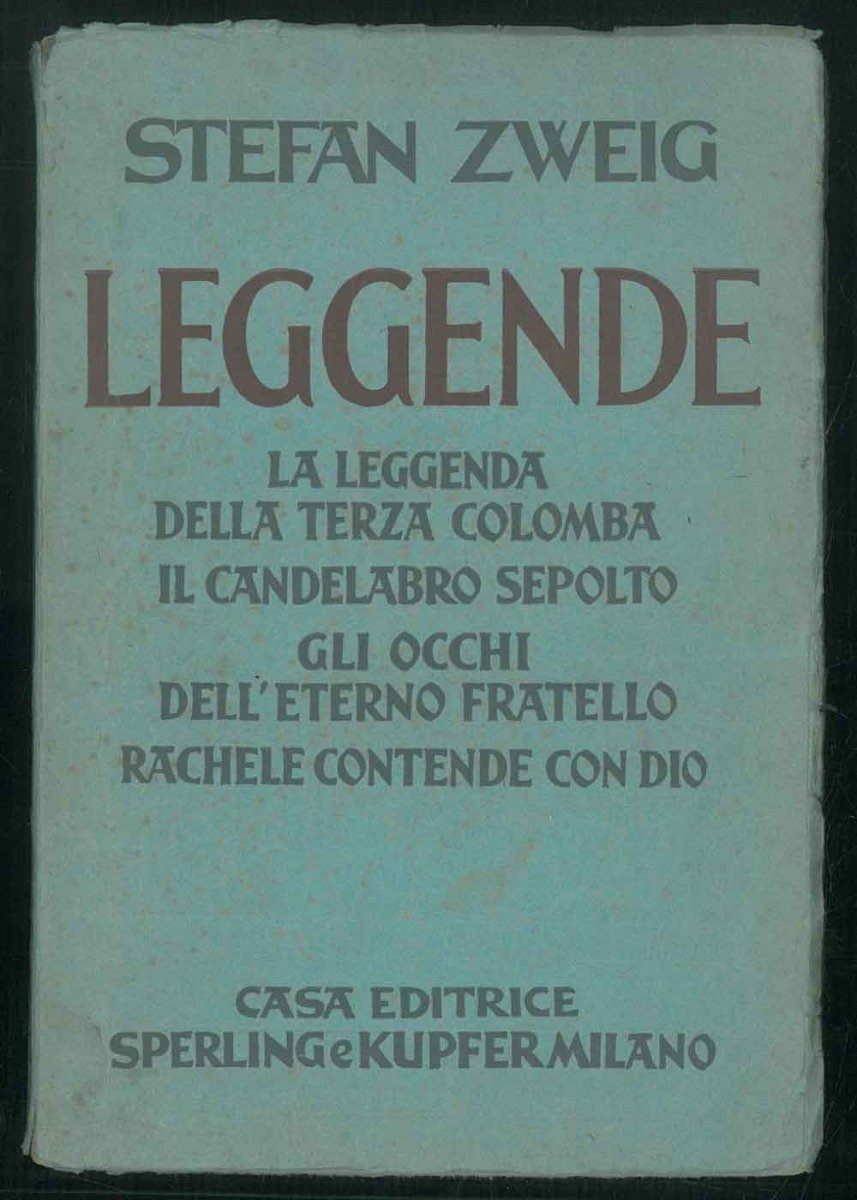 STEFAN ZWEIG
LEGGENDE
LA LEGGENDA
DELLA TERZA COLOMBA
IL CANDELABRO SEPOLTO
GLI OCCHI
DELL'ETERNO FRATELLO
RACHELE CONTENDE CON DIO
CASA EDITRICE
SPERLING e KUPFER MILANO